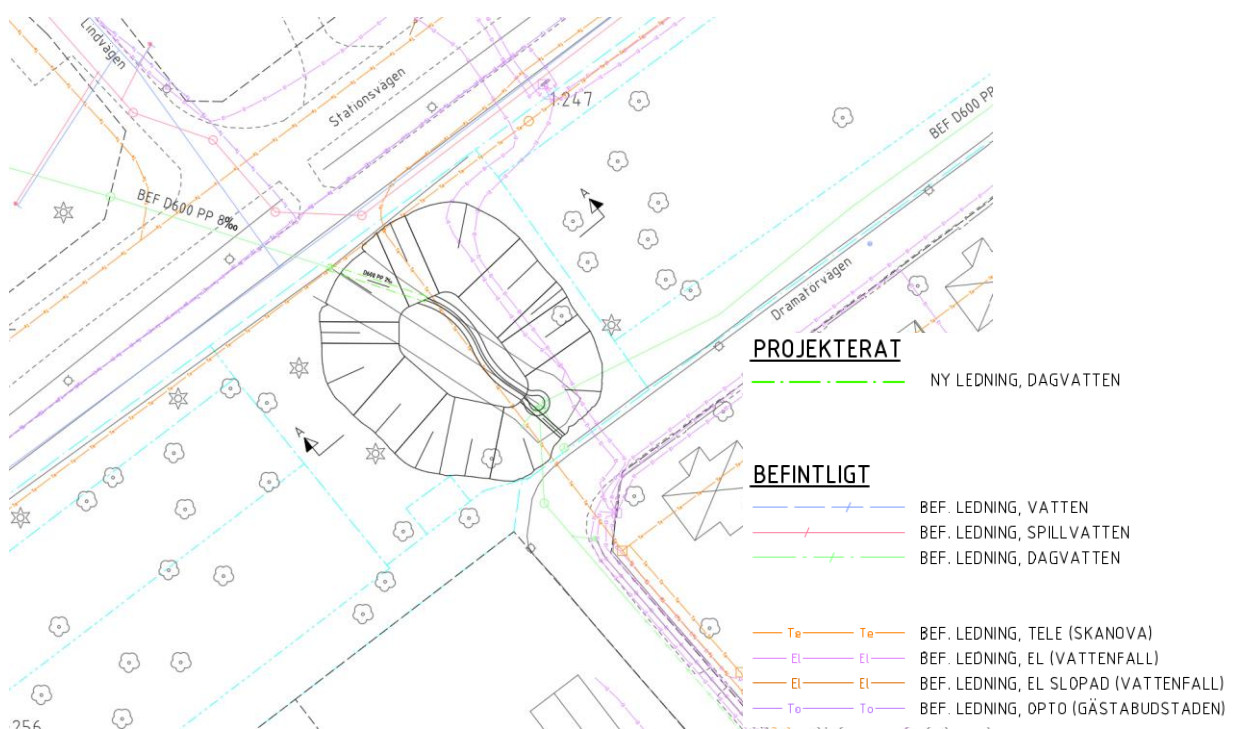 Lindvägen
Stationsvägen
1:247
BEF D600 PP
BEF D600 PP 8‰
A
D600 PP
Dramatorvägen
A
256
PROJEKTERAT
NY LEDNING, DAGVATTEN
BEFINTLIGT
BEF. LEDNING, VATTEN
BEF. LEDNING, SPILLVATTEN
BEF. LEDNING, DAGVATTEN
Te Te BEF. LEDNING, TELE (SKANOVA)
El El BEF. LEDNING, EL (VATTENFALL)
El El BEF. LEDNING, EL SLOPAD (VATTENFALL)
To To BEF. LEDNING, OPTO (GÄSTABUDSTADEN)